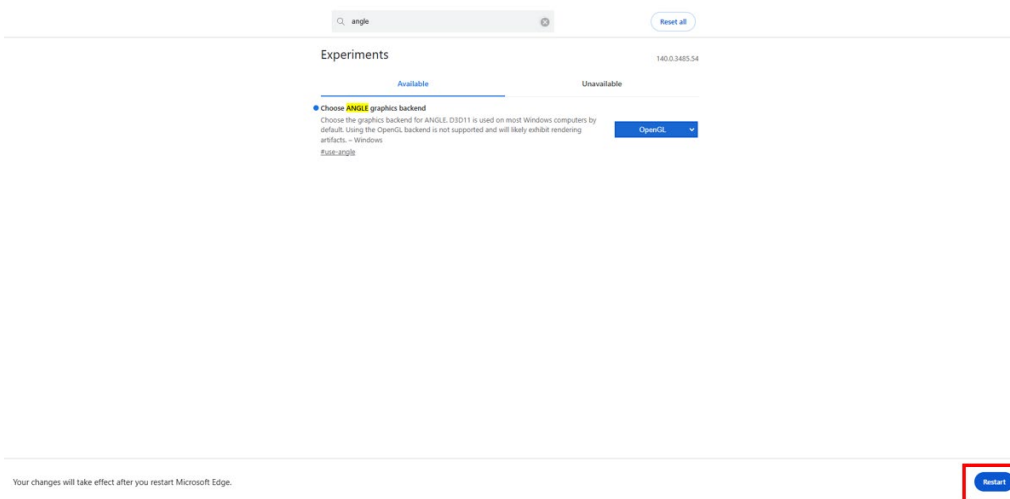 angle
Reset all
Experiments
140.0.3485.54
Available
Unavailable
Choose ANGLE graphics backend
Choose the graphics backend for ANGLE. D3D11 is used on most Windows computers by
default. Using the OpenGL backend is not supported and will likely exhibit rendering
artifacts. – Windows
#use-angle
OpenGL
Your changes will take effect after you restart Microsoft Edge.
Restart